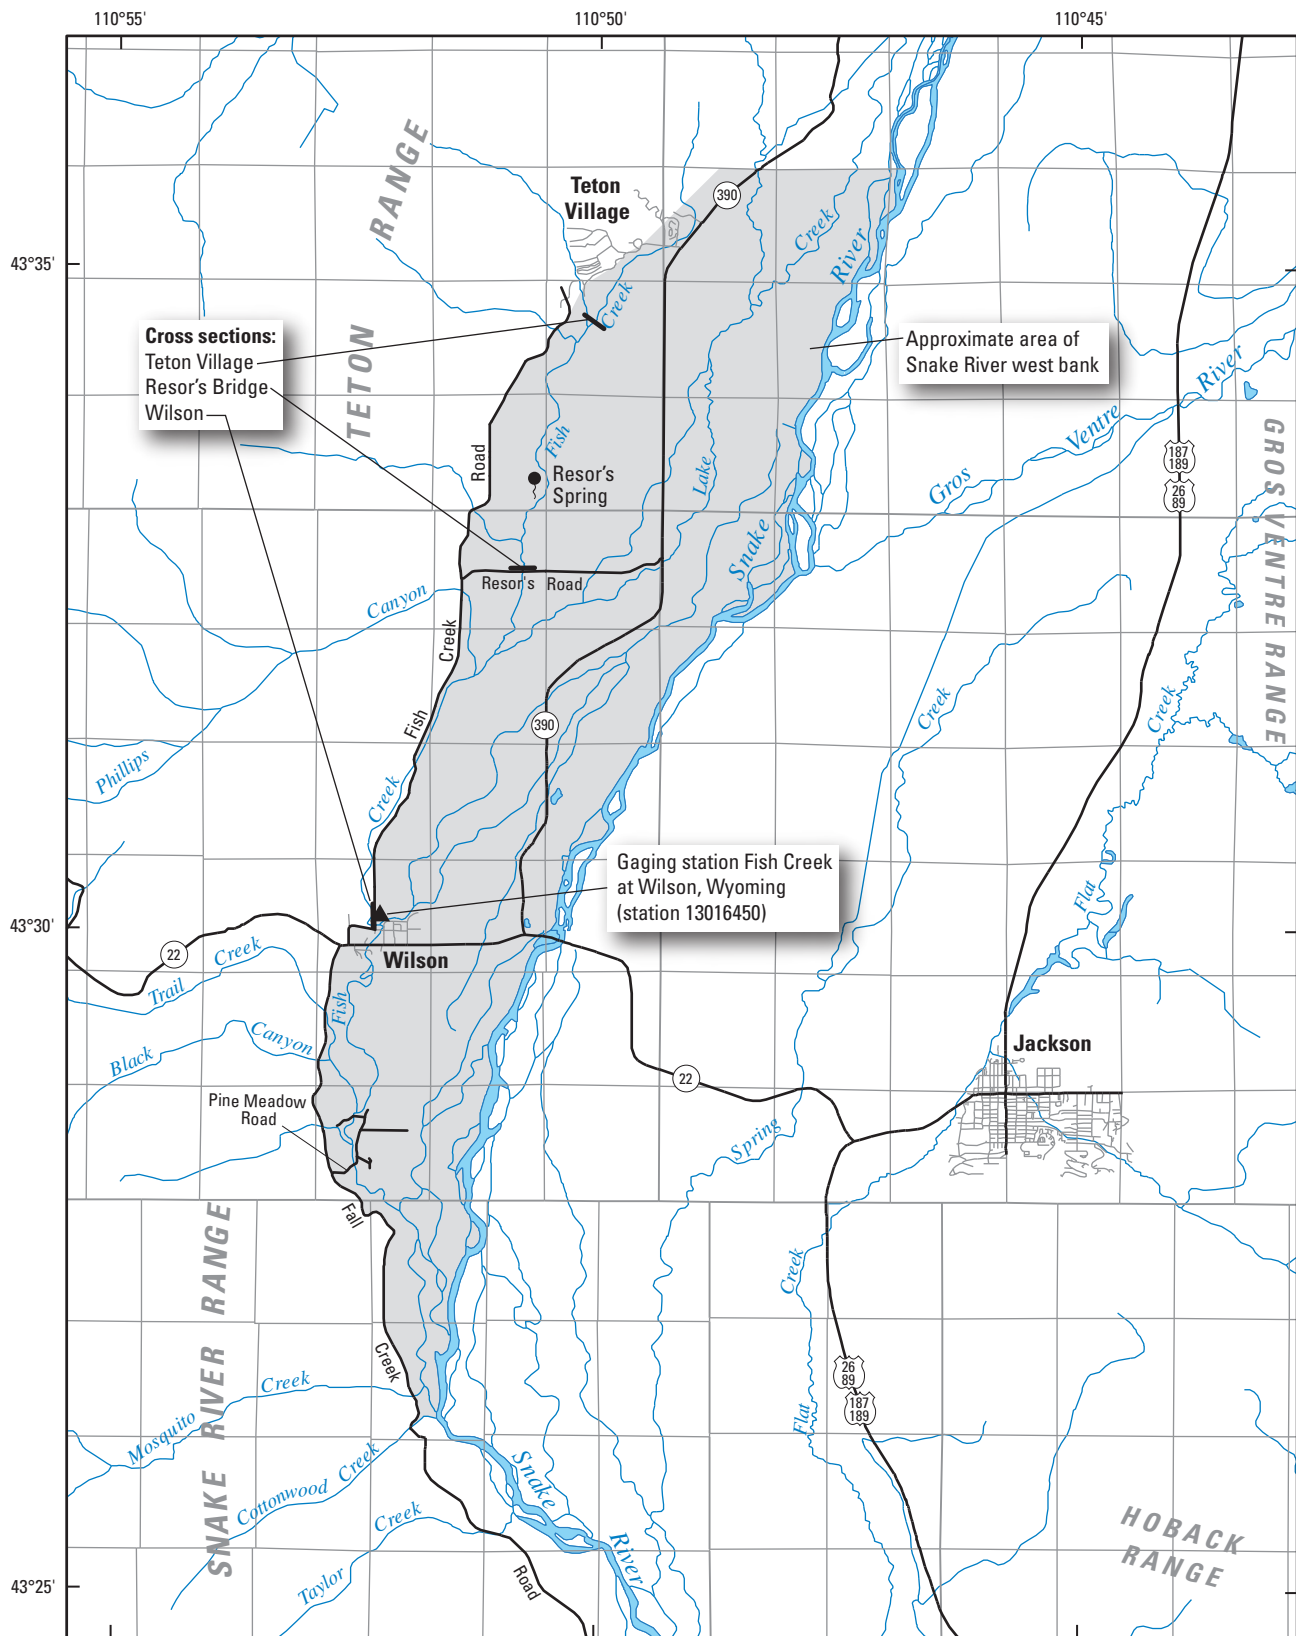 110°55'
110°50'
110°45'
43°35'
43°30'
43°25'
TETON
RANGE
Teton
Village
390
Creek
Snake
River
Creek
Cross sections:
Teton Village
Resor's Bridge
Wilson
Approximate area of
Snake River west bank
Gros
Ventre
River
GROS VENTRE RANGE
187
189
26
89
Road
Fish
Resor's
Spring
Lake
Resor's Road
Canyon
Creek
Fish
Creek
Phillips
390
Creek
Creek
Flat
Gaging station Fish Creek
at Wilson, Wyoming
(station 13016450)
22
Wilson
Trail
Creek
Fish
Black
Canyon
Jackson
22
Pine Meadow
Road
Spring
Fall
Creek
SNAKE RIVER RANGE
Creek
Creek
Mosquito
26
89
187
189
Flat
Cottonwood Creek
Creek
Taylor
Snake
River
Road
HOBACK
RANGE